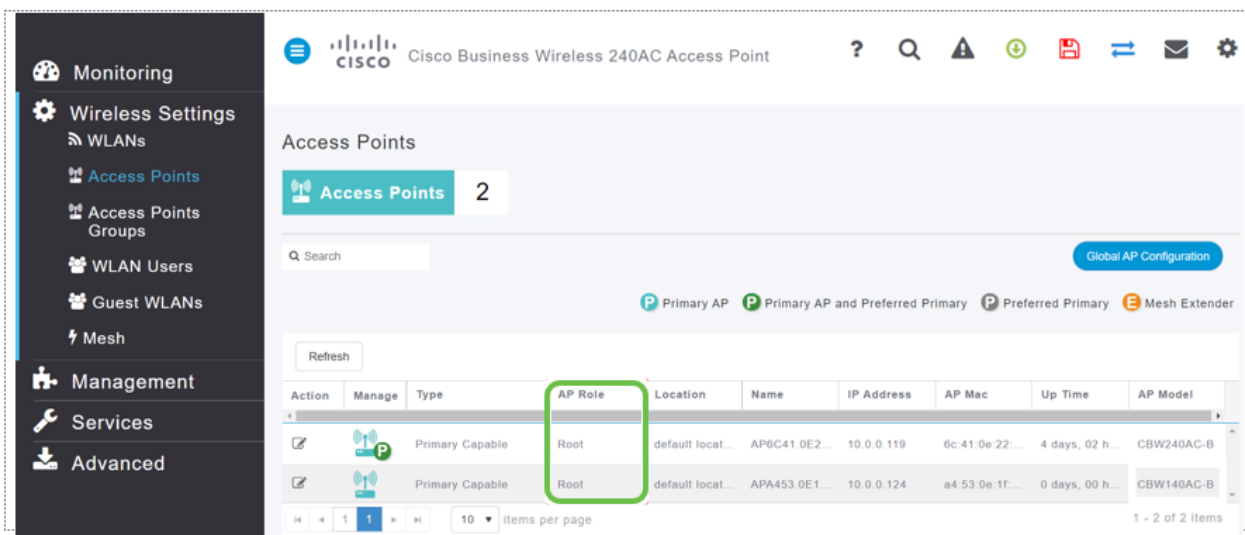 Monitoring
Wireless Settings
WLANs
Access Points
Access Points
Groups
WLAN Users
Guest WLANs
Mesh
Management
Services
Advanced
CISCO Cisco Business Wireless 240AC Access Point ?
Access Points
Access Points 2
Search
Global AP Configuration
P Primary AP P Primary AP and Preferred Primary P Preferred Primary E Mesh Extender
Refresh
Action Manage Type AP Role Location Name IP Address AP Mac Up Time AP Model
P Primary Capable Root default locat... AP6C41.0E2... 10.0.0.119 6c:41:0e:22:... 4 days, 02 h... CBW240AC-B
Primary Capable Root default locat... APA453.0E1... 10.0.0.124 a4:53:0e:1f:... 0 days, 00 h... CBW140AC-B
1 1 10 items per page 1 - 2 of 2 items